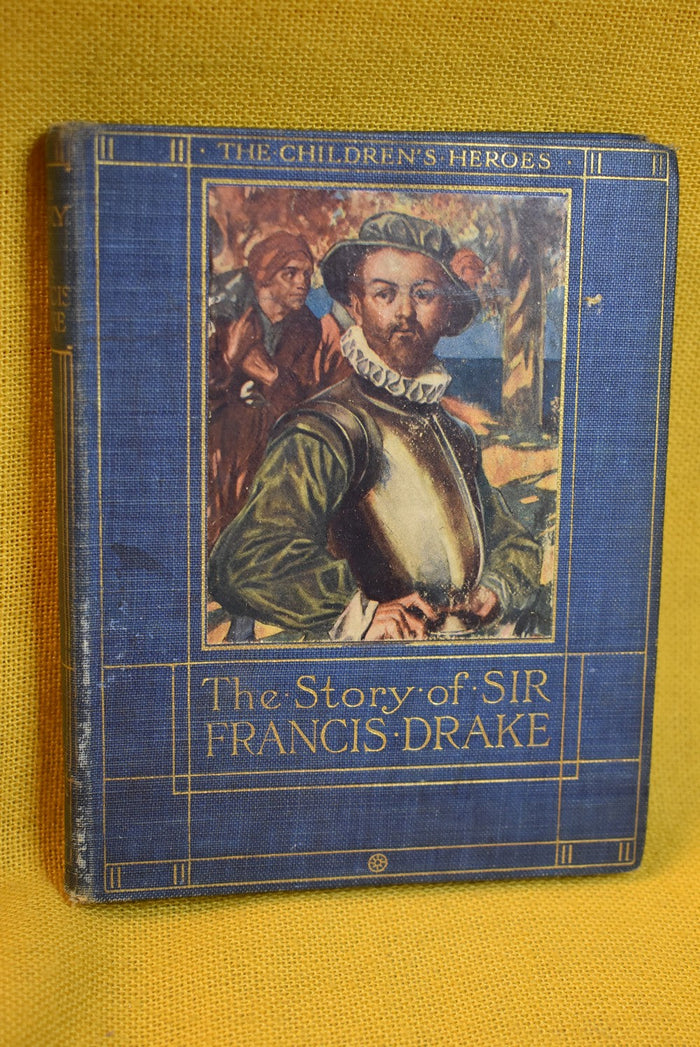 · THE·CHILDREN'S·HEROES ·
The·Story·of·SIR
FRANCIS·DRAKE